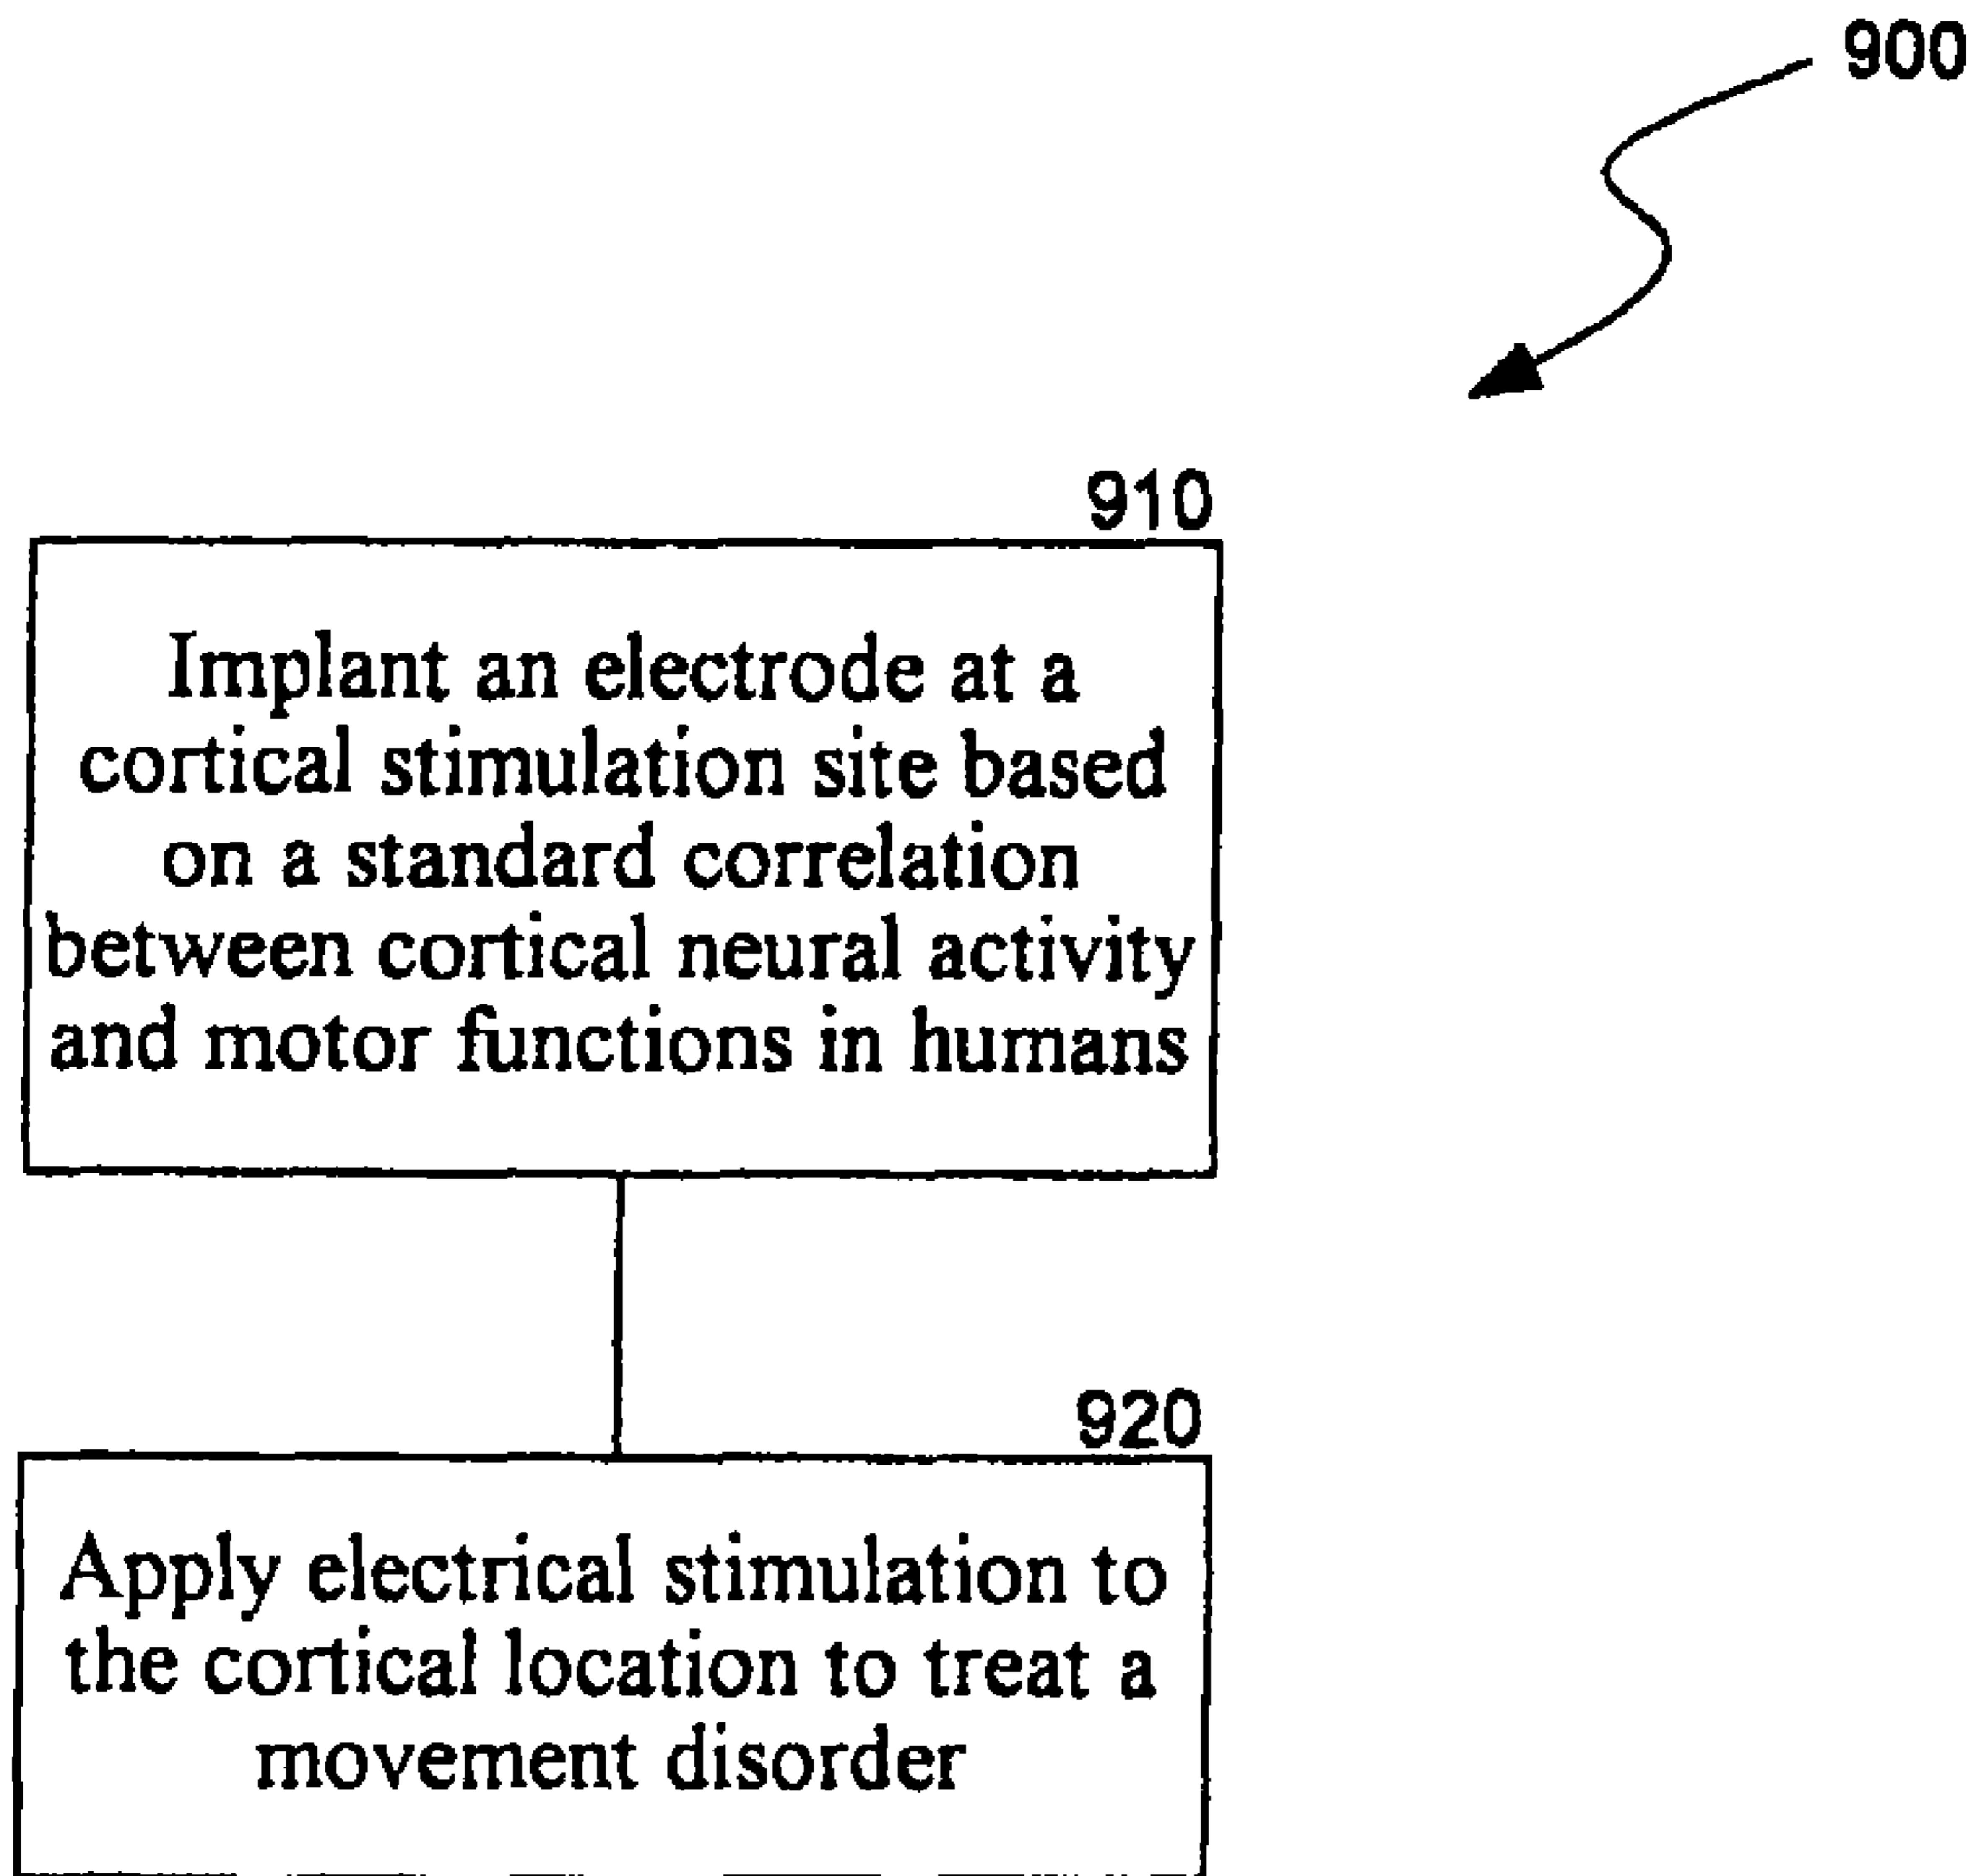 900
910
Implant an electrode at a
cortical stimulation site based
on a standard correlation
between cortical neural activity
and motor functions in humans
920
Apply electrical stimulation to
the cortical location to treat a
movement disorder